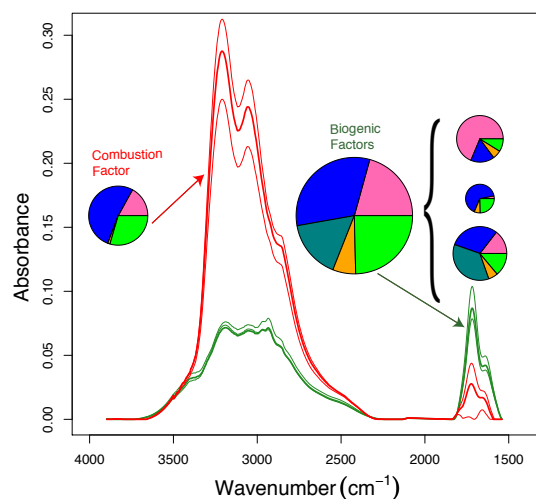 Absorbance
0.30
0.25
0.20
0.15
0.10
0.05
0.00
Combustion
Factor
Biogenic
Factors
4000 3500 3000 2500 2000 1500
Wavenumber (cm⁻¹)